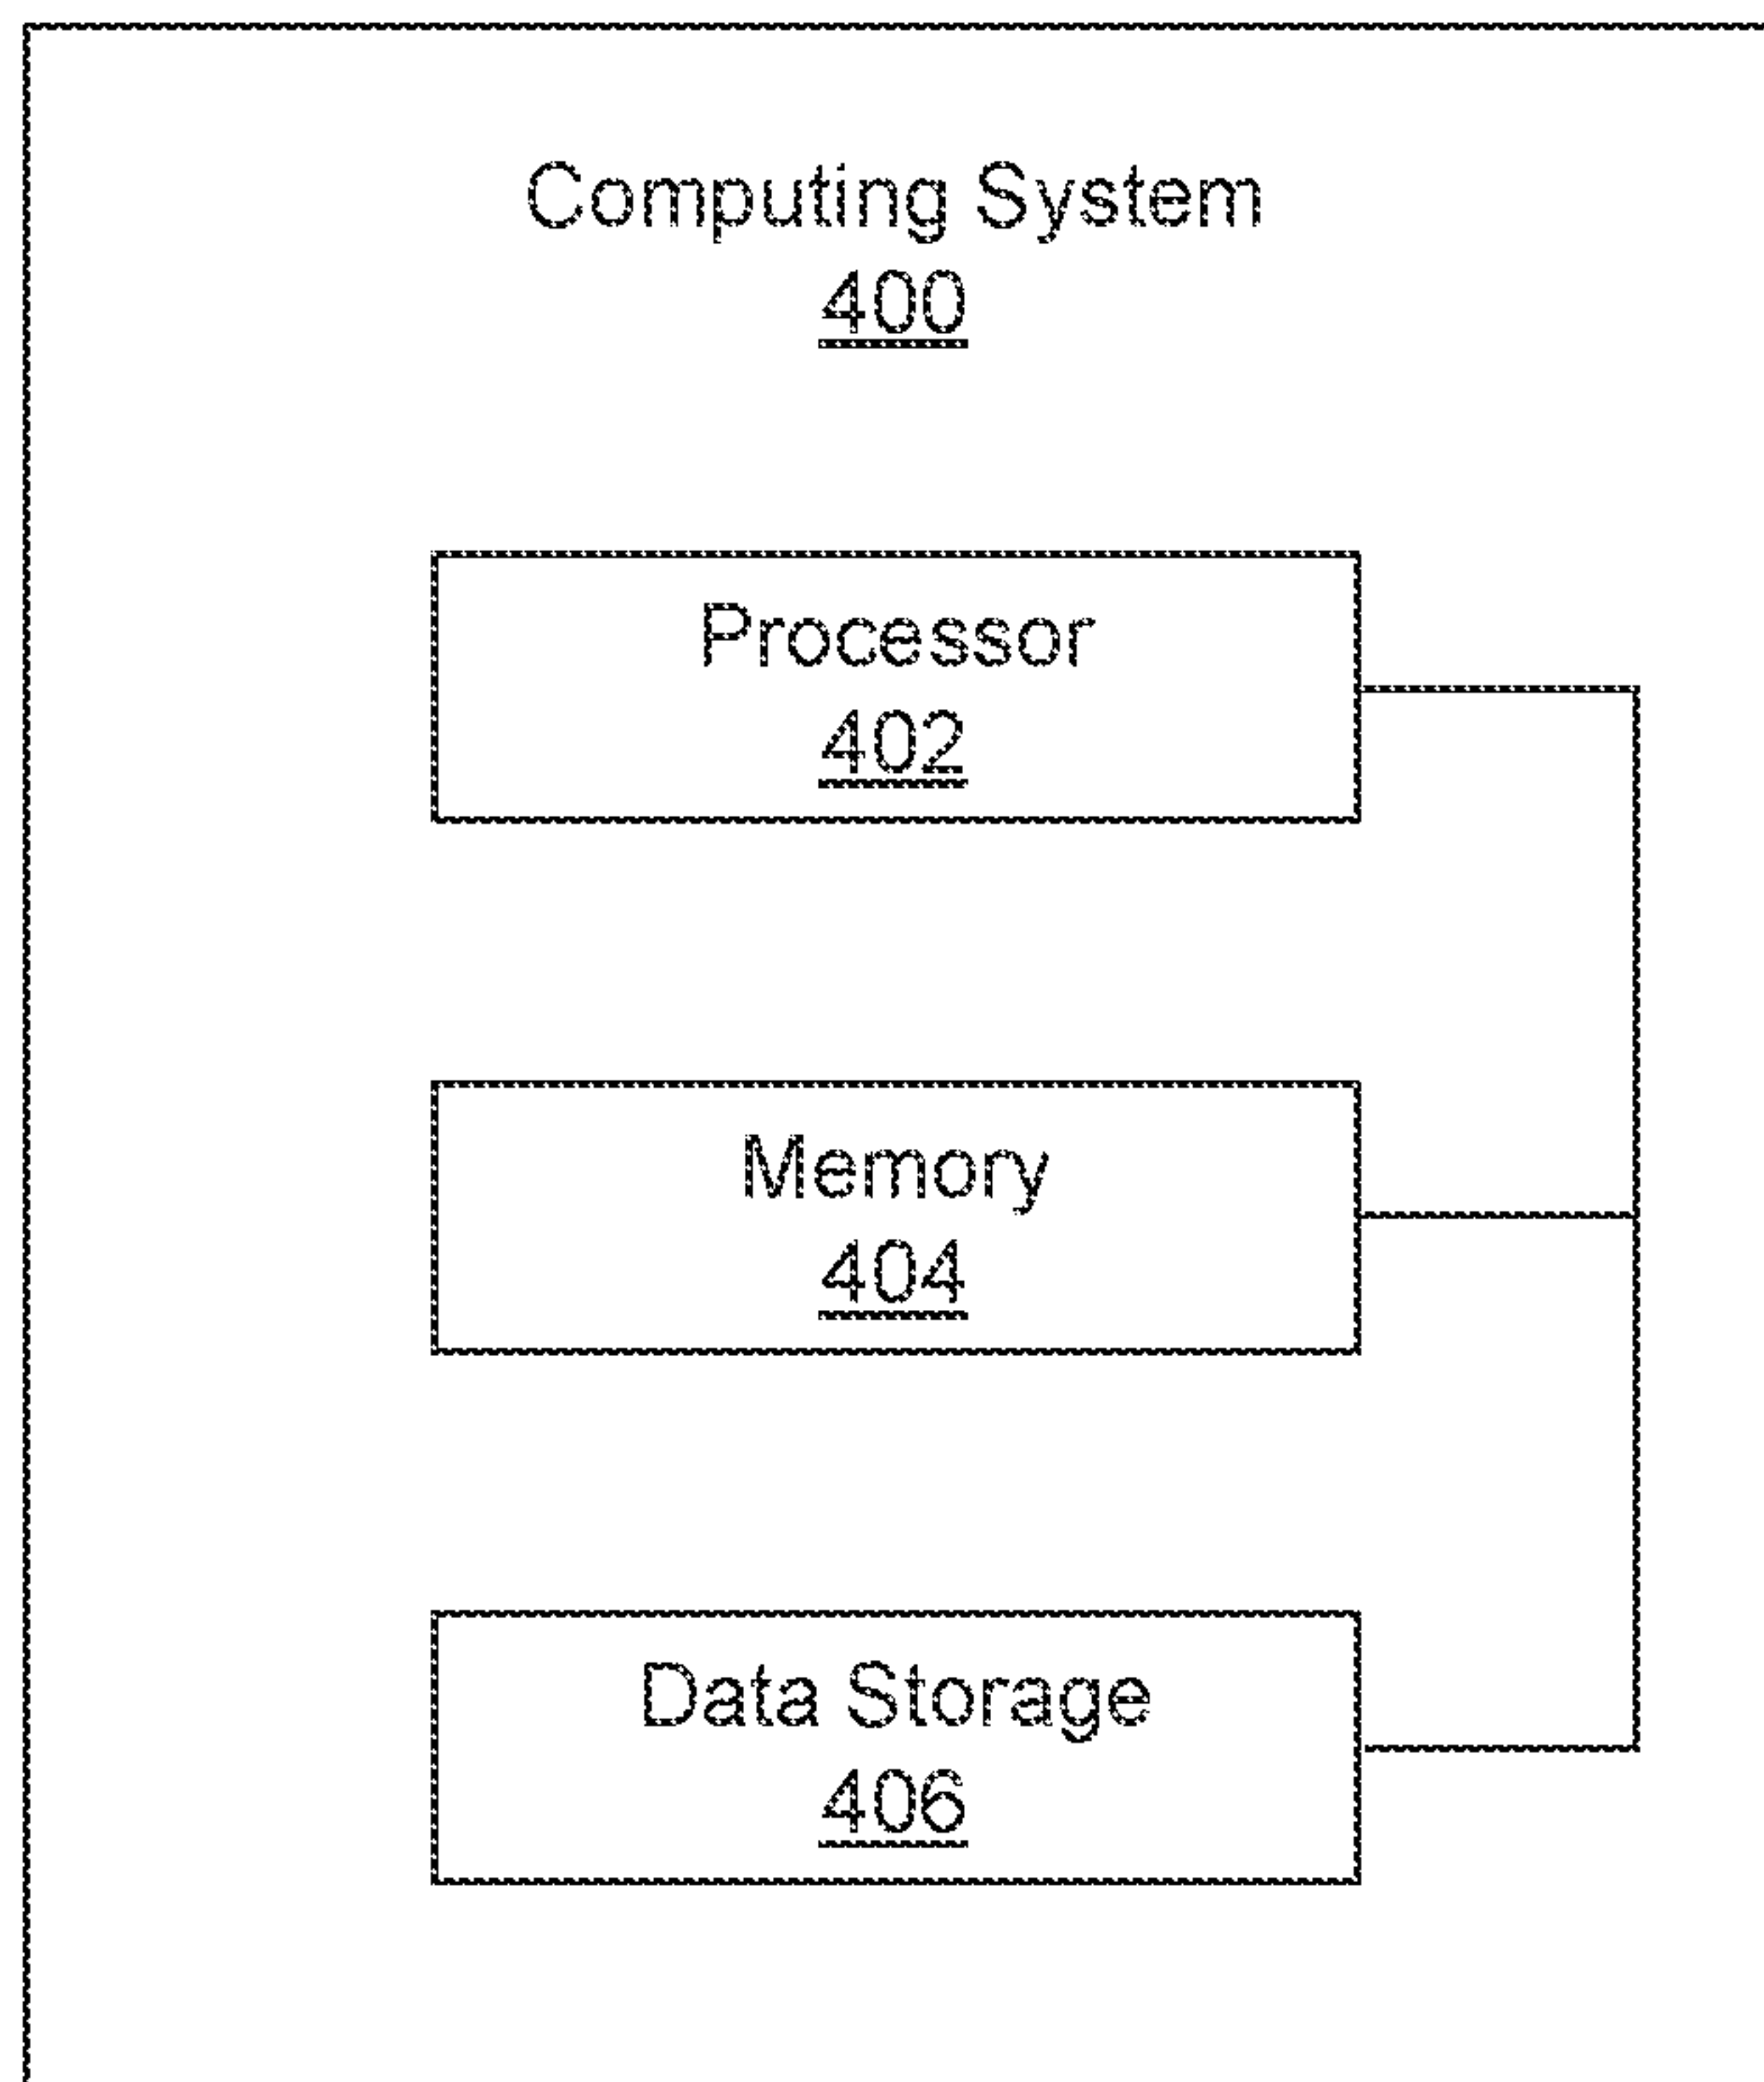 Computing System
400
Processor
402
Memory
404
Data Storage
406